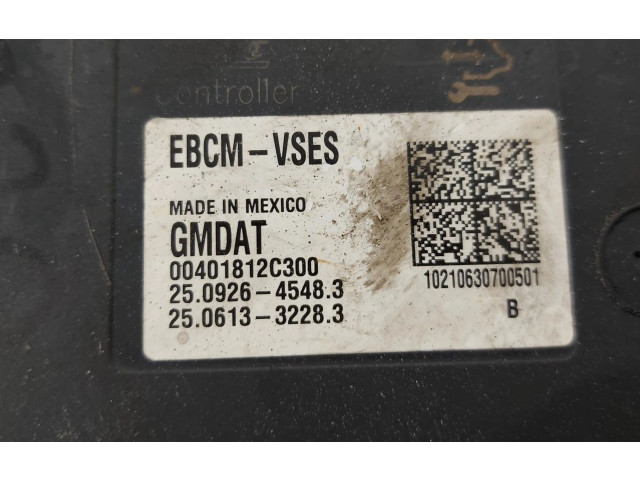 Controller
EBCM-VSES
MADE IN MEXICO
GMDAT
00401812C300
25.0926-4548.3
25.0613-3228.3
10210630700501
B